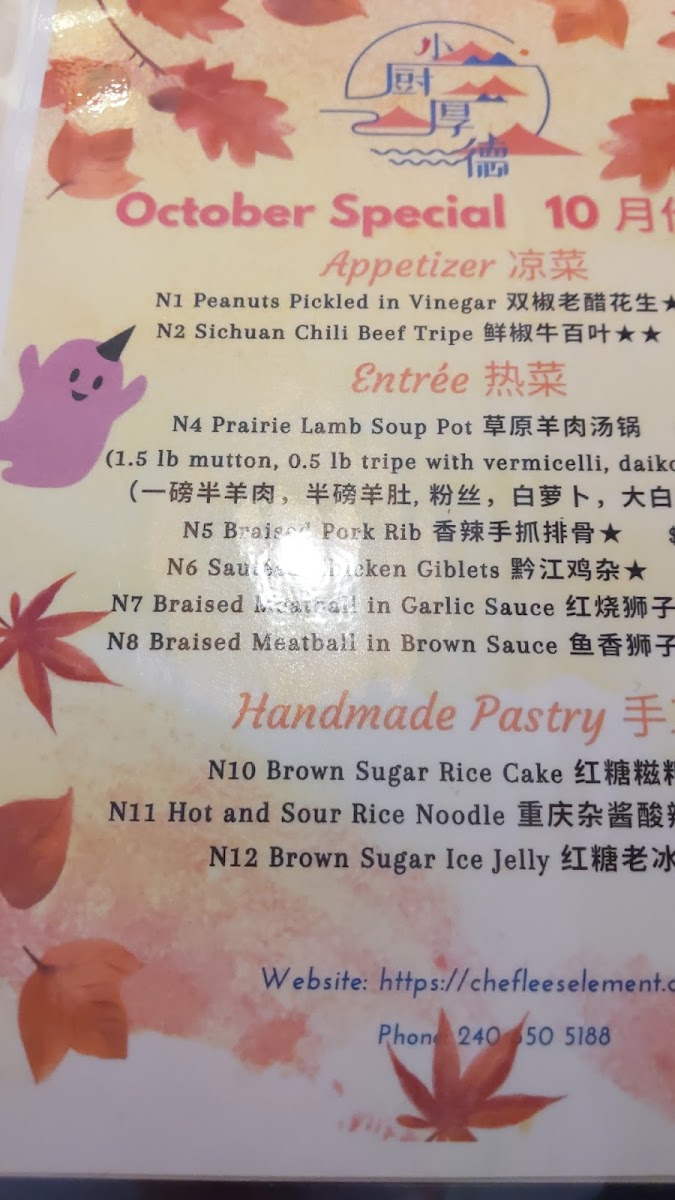 小
厨
厚
德
October Special 10 月
Appetizer 凉菜
N1 Peanuts Pickled in Vinegar 双椒老醋花生★
N2 Sichuan Chili Beef Tripe 鲜椒牛百叶★★
Entrée 热菜
N4 Prairie Lamb Soup Pot 草原羊肉汤锅
(1.5 lb mutton, 0.5 lb tripe with vermicelli,
（一磅半羊肉，半磅羊肚, 粉丝，白萝卜，大白
N5 Braised Pork Rib 香辣手抓排骨★
N6 Sauteed Chicken Giblets 黔江鸡杂★
N7 Braised Meatball in Garlic Sauce 红烧狮子
N8 Braised Meatball in Brown Sauce 鱼香狮子
Handmade Pastry 手
N10 Brown Sugar Rice Cake 红糖糍
N11 Hot and Sour Rice Noodle 重庆杂酱酸
N12 Brown Sugar Ice Jelly 红糖老冰
Website: https://chefleeselement.
Phone 240 5188